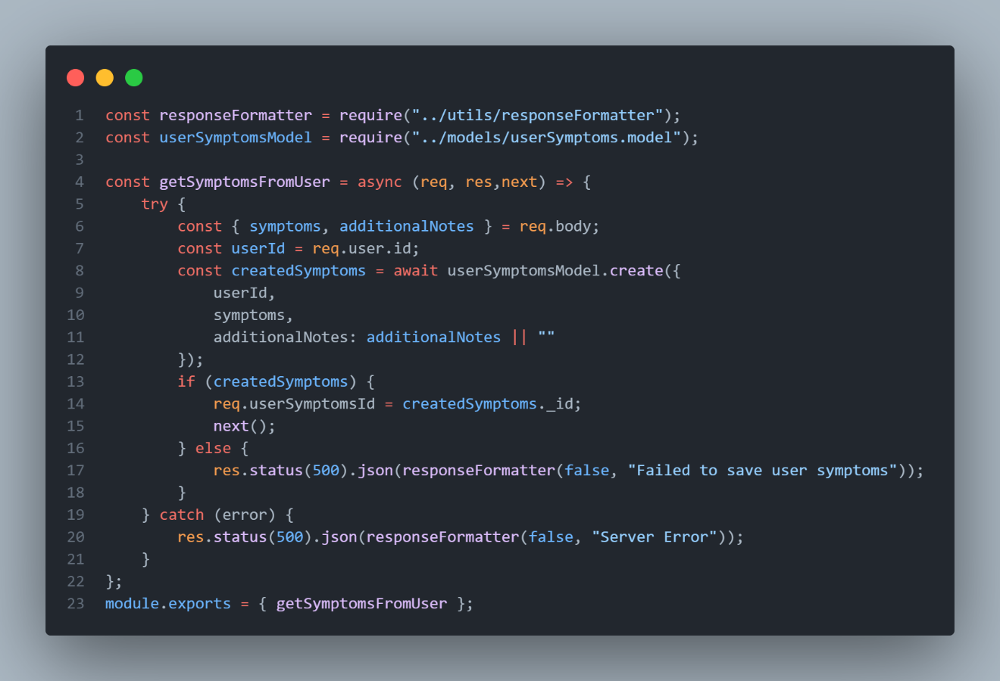 1 const responseFormatter = require("../utils/responseFormatter");
2 const userSymptomsModel = require("../models/userSymptoms.model");
3
4 const getSymptomsFromUser = async (req, res,next) => {
5     try {
6         const { symptoms, additionalNotes } = req.body;
7         const userId = req.user.id;
8         const createdSymptoms = await userSymptomsModel.create({
9             userId,
10             symptoms,
11             additionalNotes: additionalNotes || ""
12         });
13         if (createdSymptoms) {
14             req.userSymptomsId = createdSymptoms._id;
15             next();
16         } else {
17             res.status(500).json(responseFormatter(false, "Failed to save user symptoms"));
18         }
19     } catch (error) {
20         res.status(500).json(responseFormatter(false, "Server Error"));
21     }
22 };
23 module.exports = { getSymptomsFromUser };